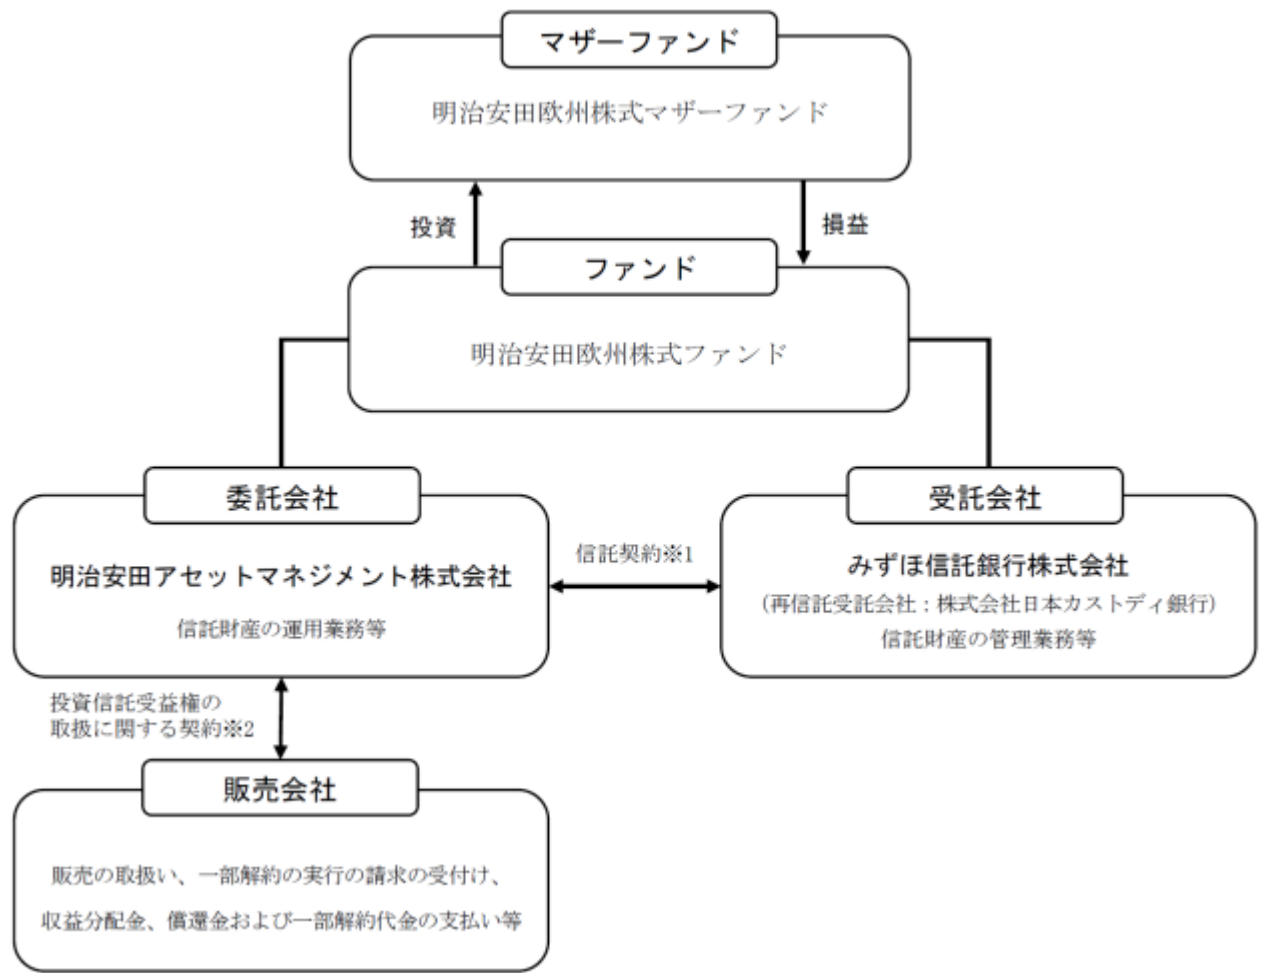 マザーファンド
明治安田欧州株式マザーファンド
投資
損益
ファンド
明治安田欧州株式ファンド
委託会社
明治安田アセットマネジメント株式会社
信託財産の運用業務等
信託契約※1
受託会社
みずほ信託銀行株式会社
(再信託受託会社:株式会社日本カストディ銀行)
信託財産の管理業務等
投資信託受益権の
取扱に関する契約※2
販売会社
販売の取扱い、一部解約の実行の請求の受付け、
収益分配金、償還金および一部解約代金の支払い等